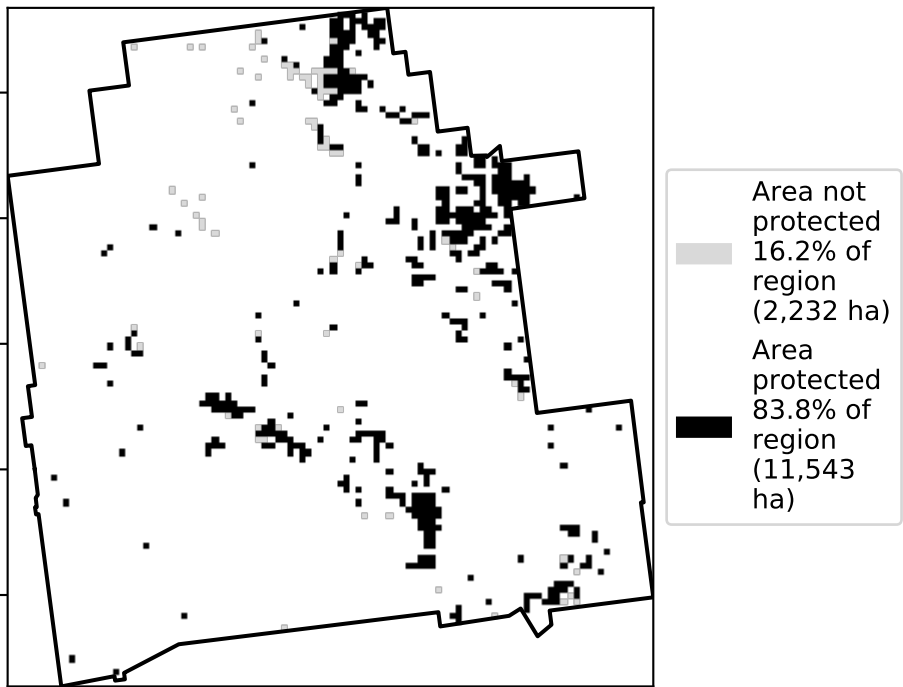 Area not
protected
16.2% of
region
(2,232 ha)
Area
protected
83.8% of
region
(11,543
ha)